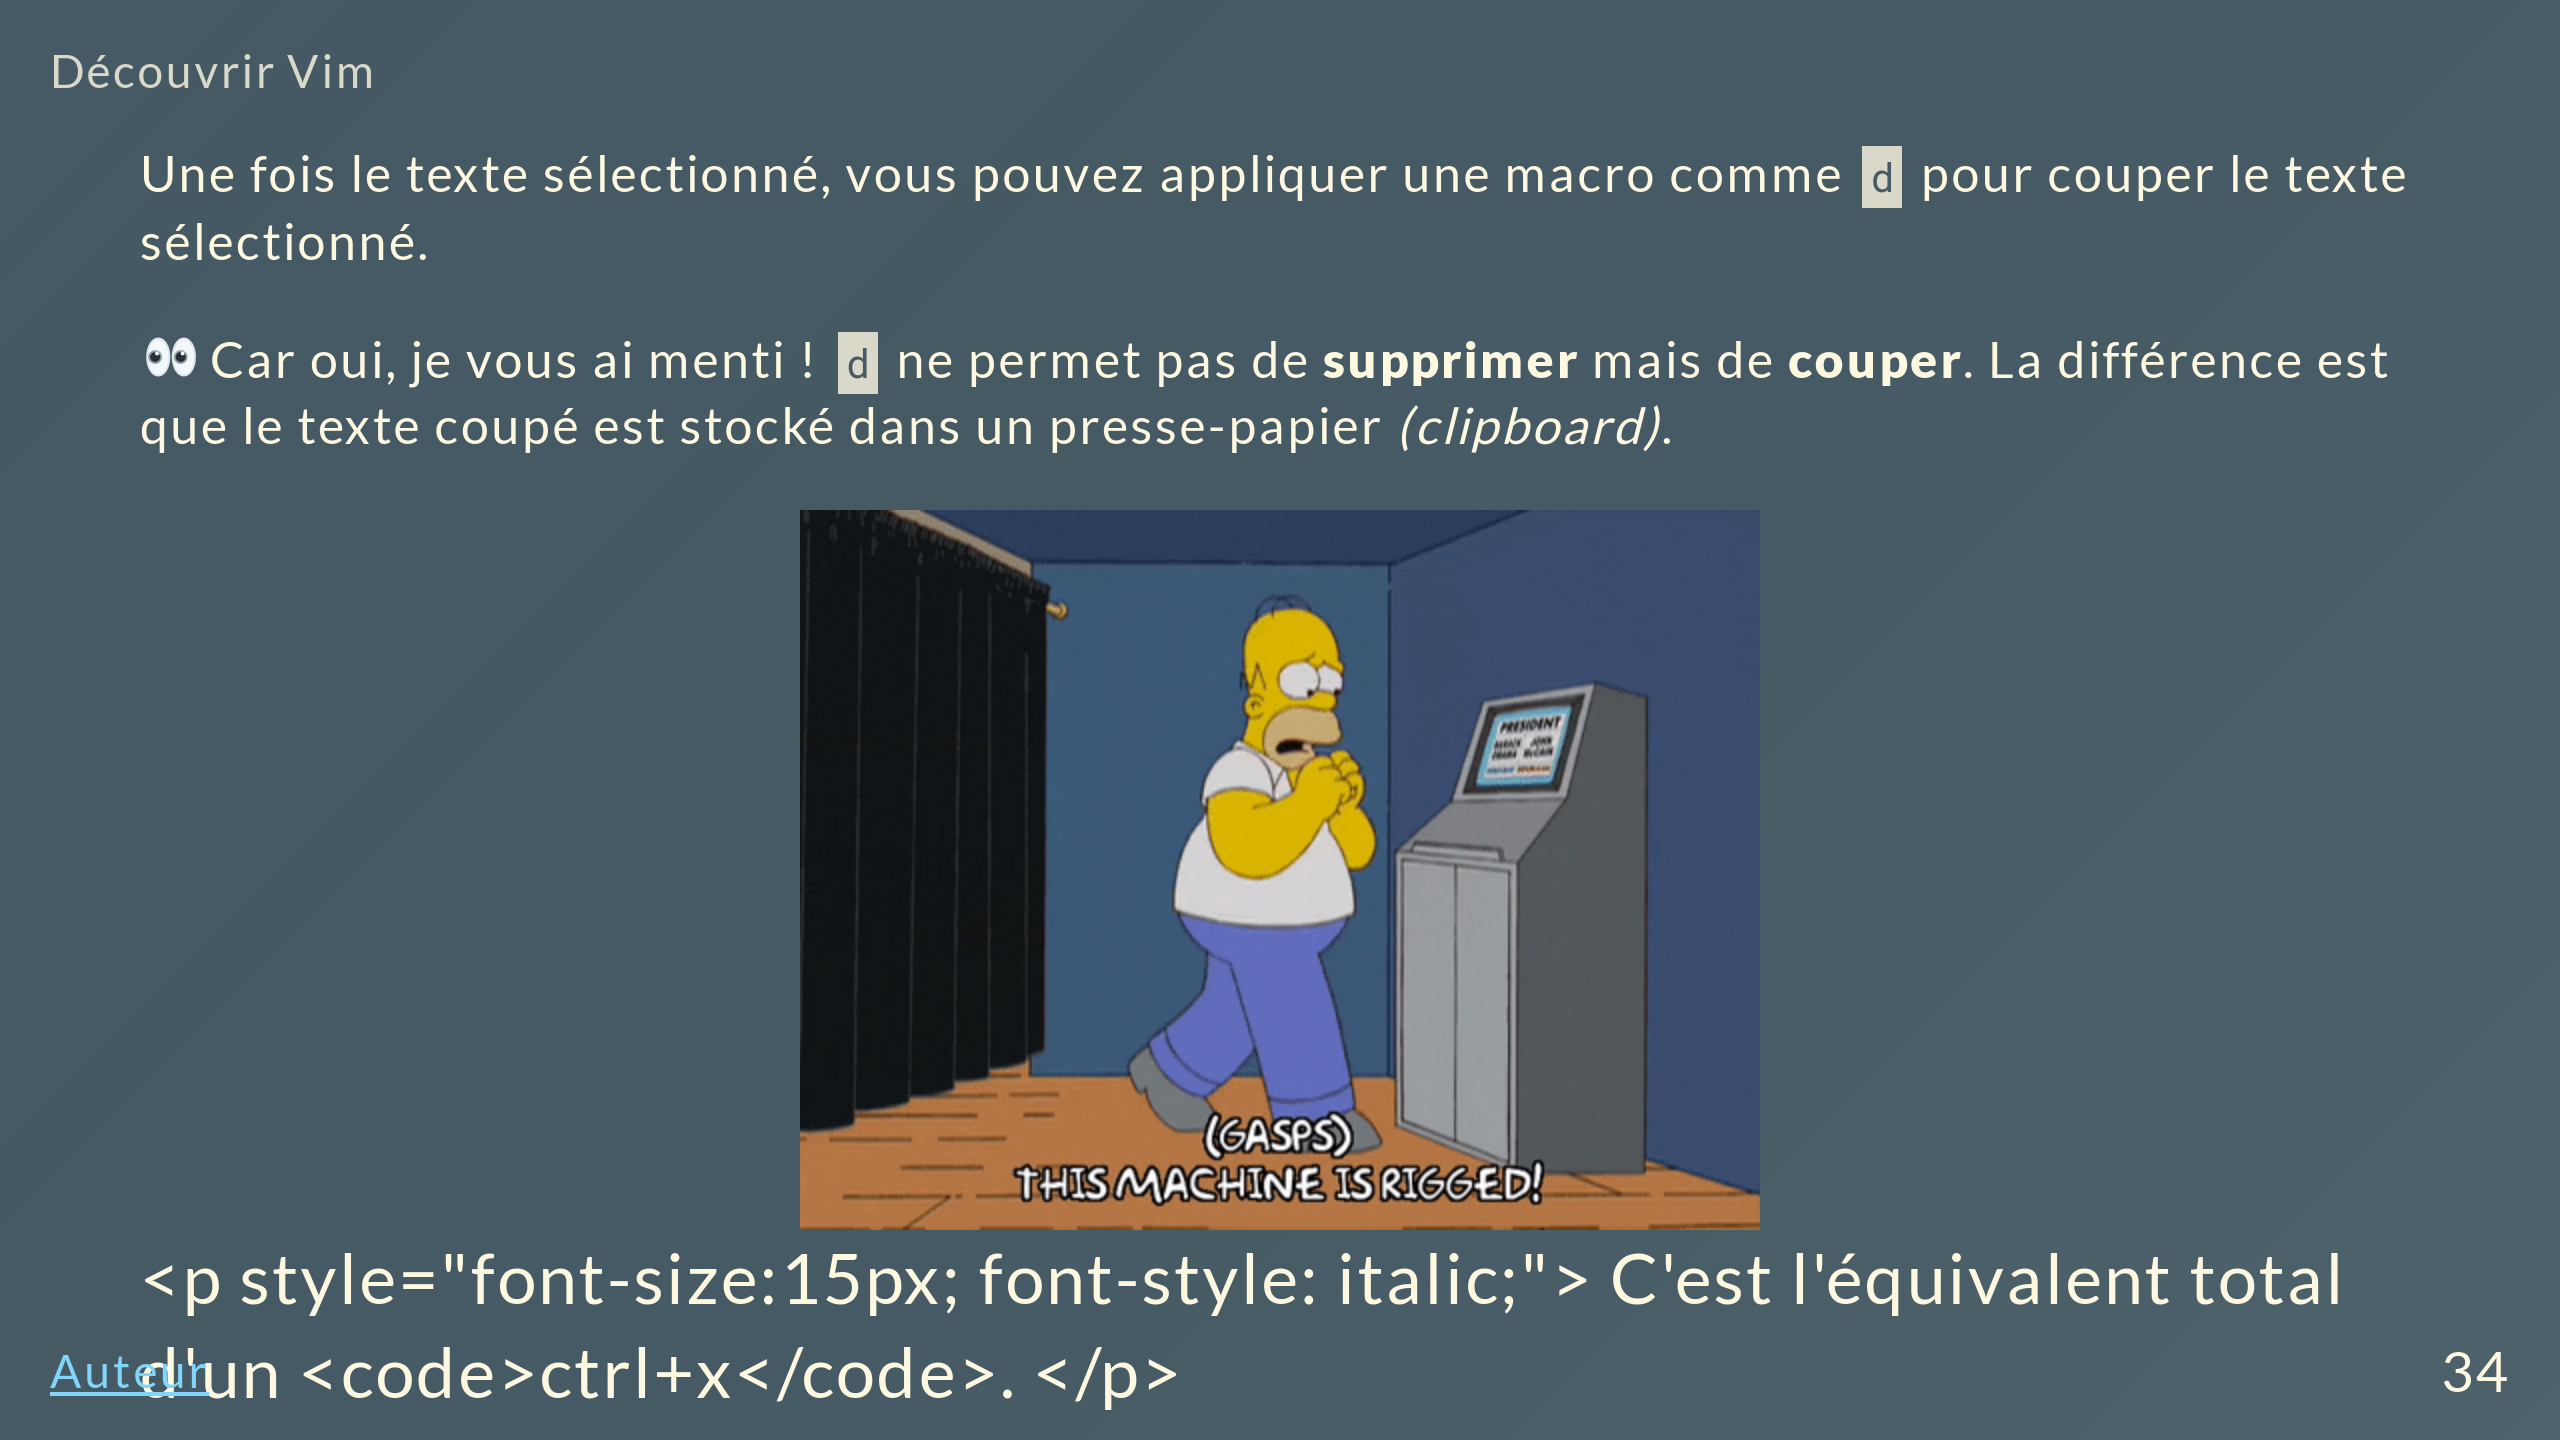 Découvrir Vim
Une fois le texte sélectionné, vous pouvez appliquer une macro comme d pour couper le texte
sélectionné.
👀 Car oui, je vous ai menti ! d ne permet pas de supprimer mais de couper. La différence est
que le texte coupé est stocké dans un presse-papier (clipboard).
PRESIDENT
JOHN
McCAIN
(GASPS)
THIS MACHINE IS RIGGED!
<p style="font-size:15px; font-style: italic;"> C'est l'équivalent total
d'un <code>ctrl+x</code>. </p>
Auteur
34